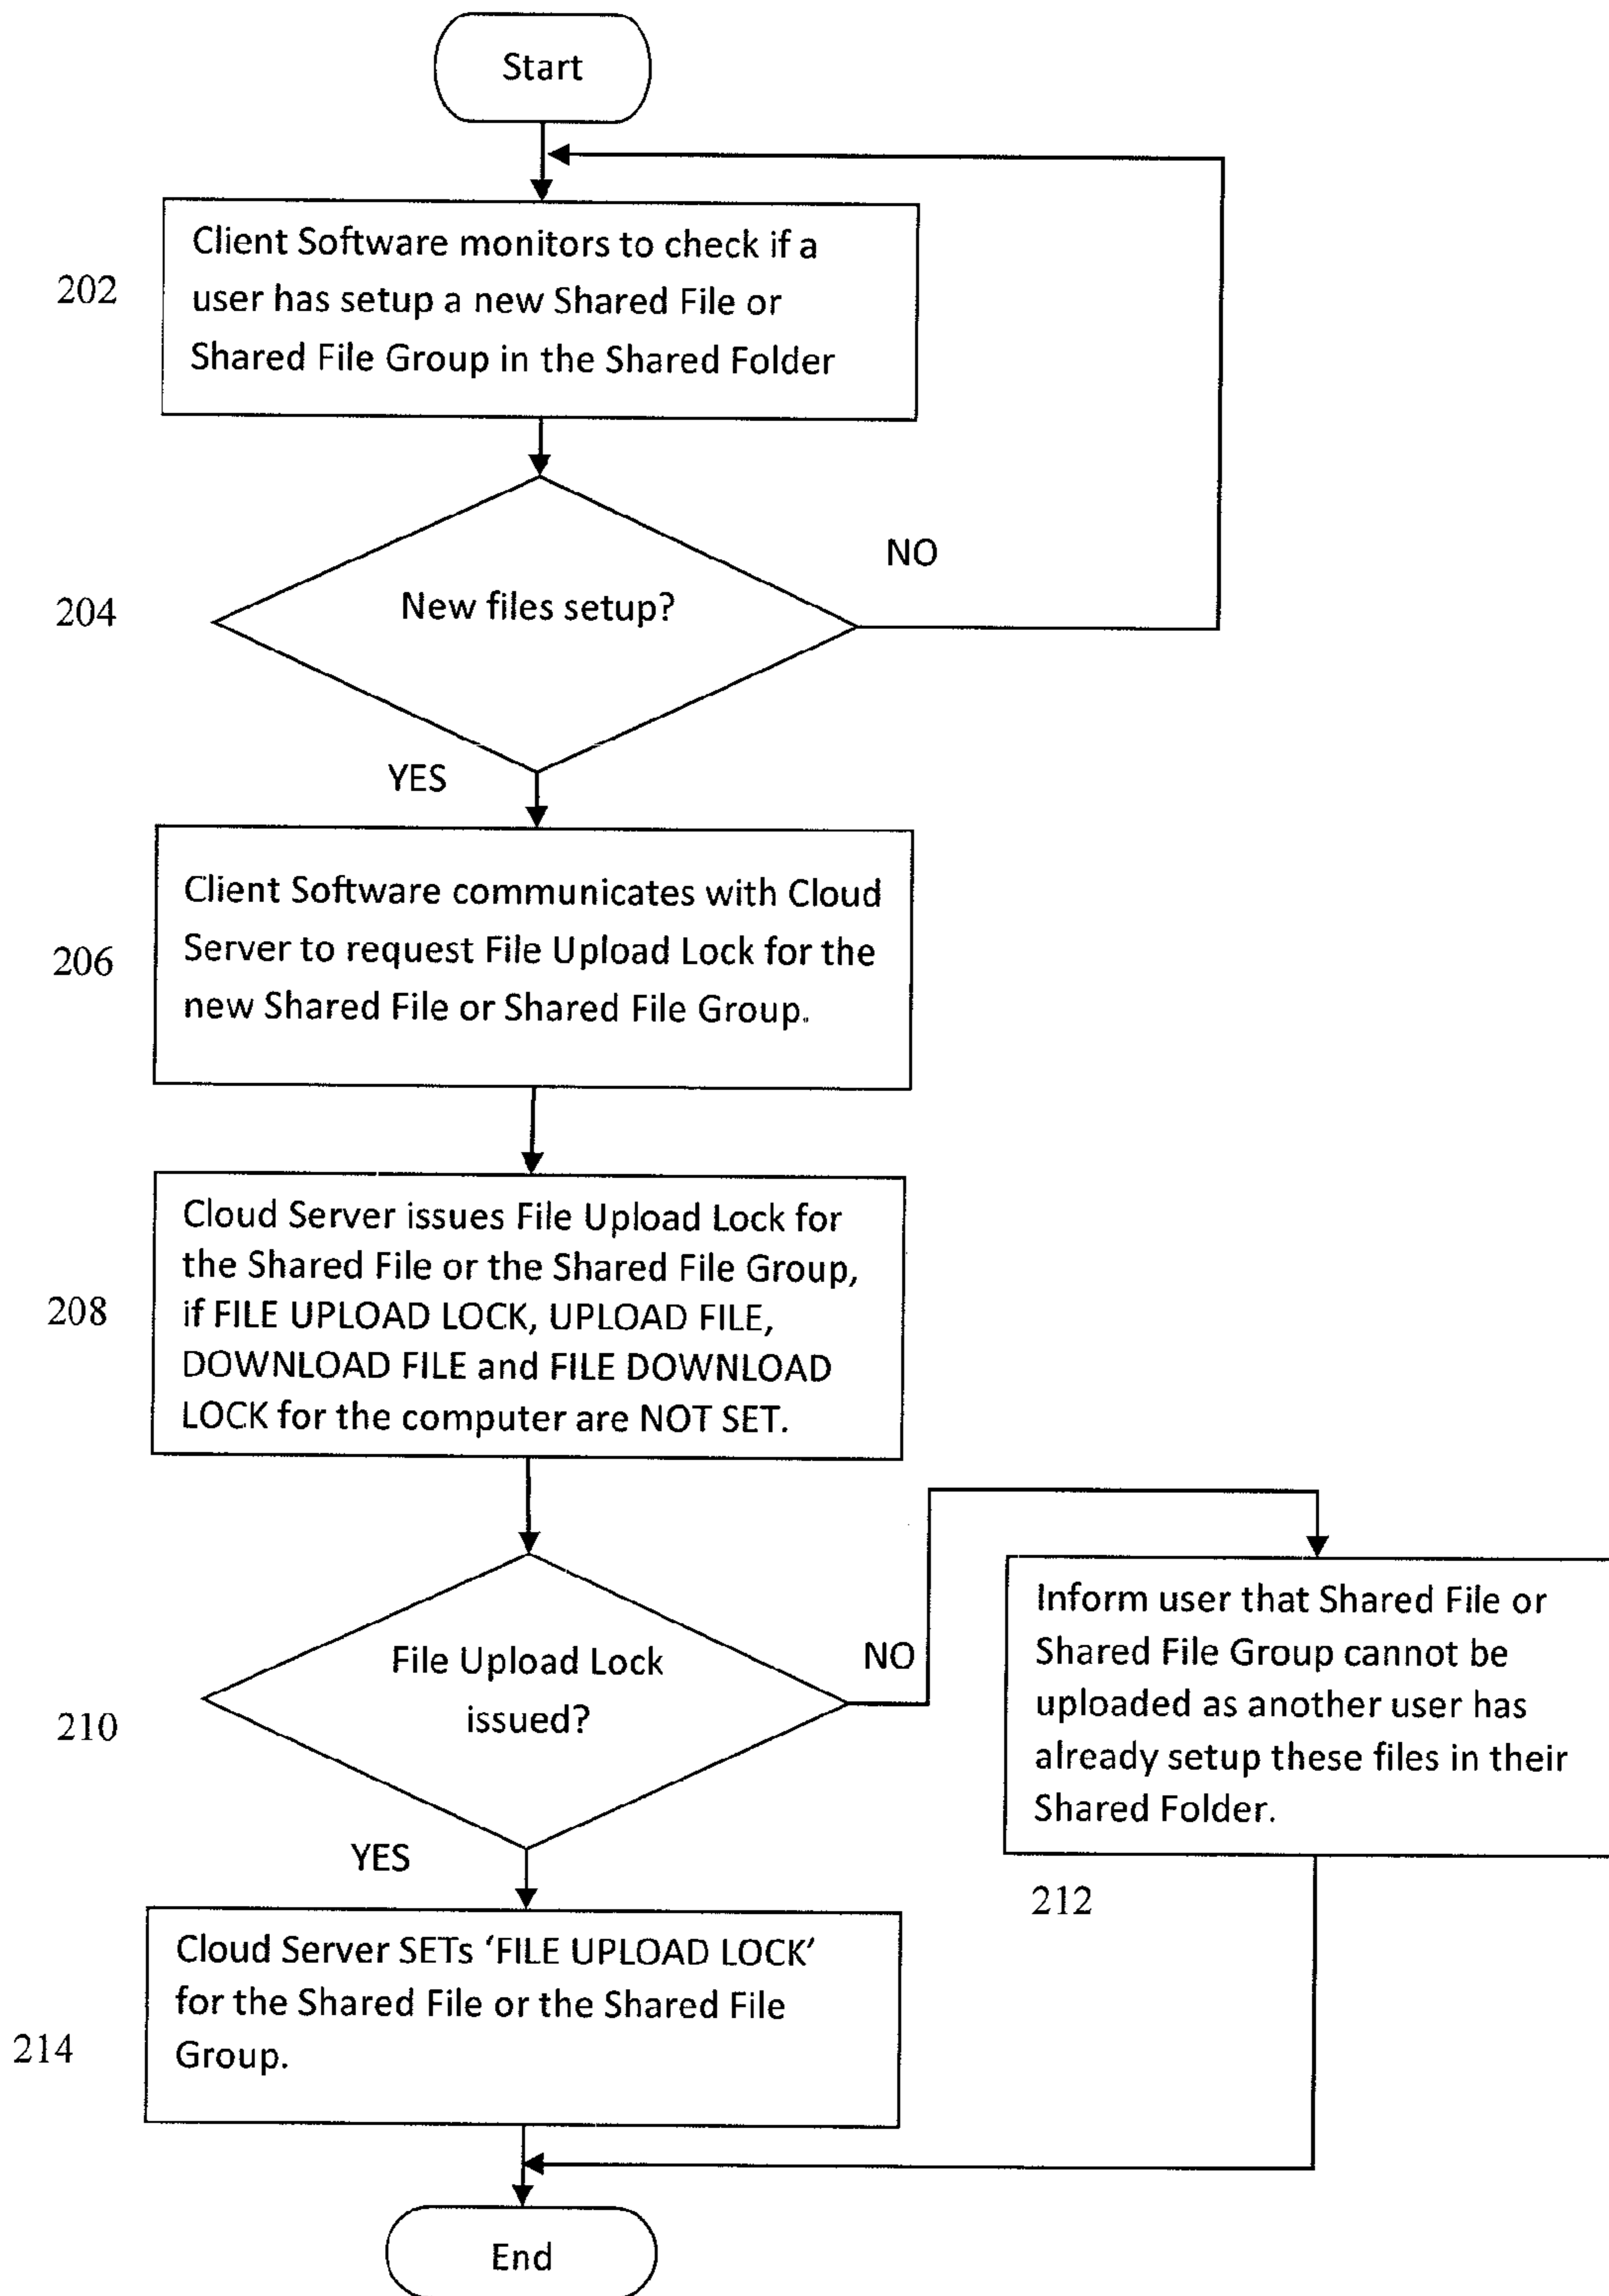 Start
202
Client Software monitors to check if a
user has setup a new Shared File or
Shared File Group in the Shared Folder
204
New files setup?
NO
YES
206
Client Software communicates with Cloud
Server to request File Upload Lock for the
new Shared File or Shared File Group.
208
Cloud Server issues File Upload Lock for
the Shared File or the Shared File Group,
if FILE UPLOAD LOCK, UPLOAD FILE,
DOWNLOAD FILE and FILE DOWNLOAD
LOCK for the computer are NOT SET.
210
File Upload Lock
issued?
NO
Inform user that Shared File or
Shared File Group cannot be
uploaded as another user has
already setup these files in their
Shared Folder.
212
YES
214
Cloud Server SETs ‘FILE UPLOAD LOCK’
for the Shared File or the Shared File
Group.
End